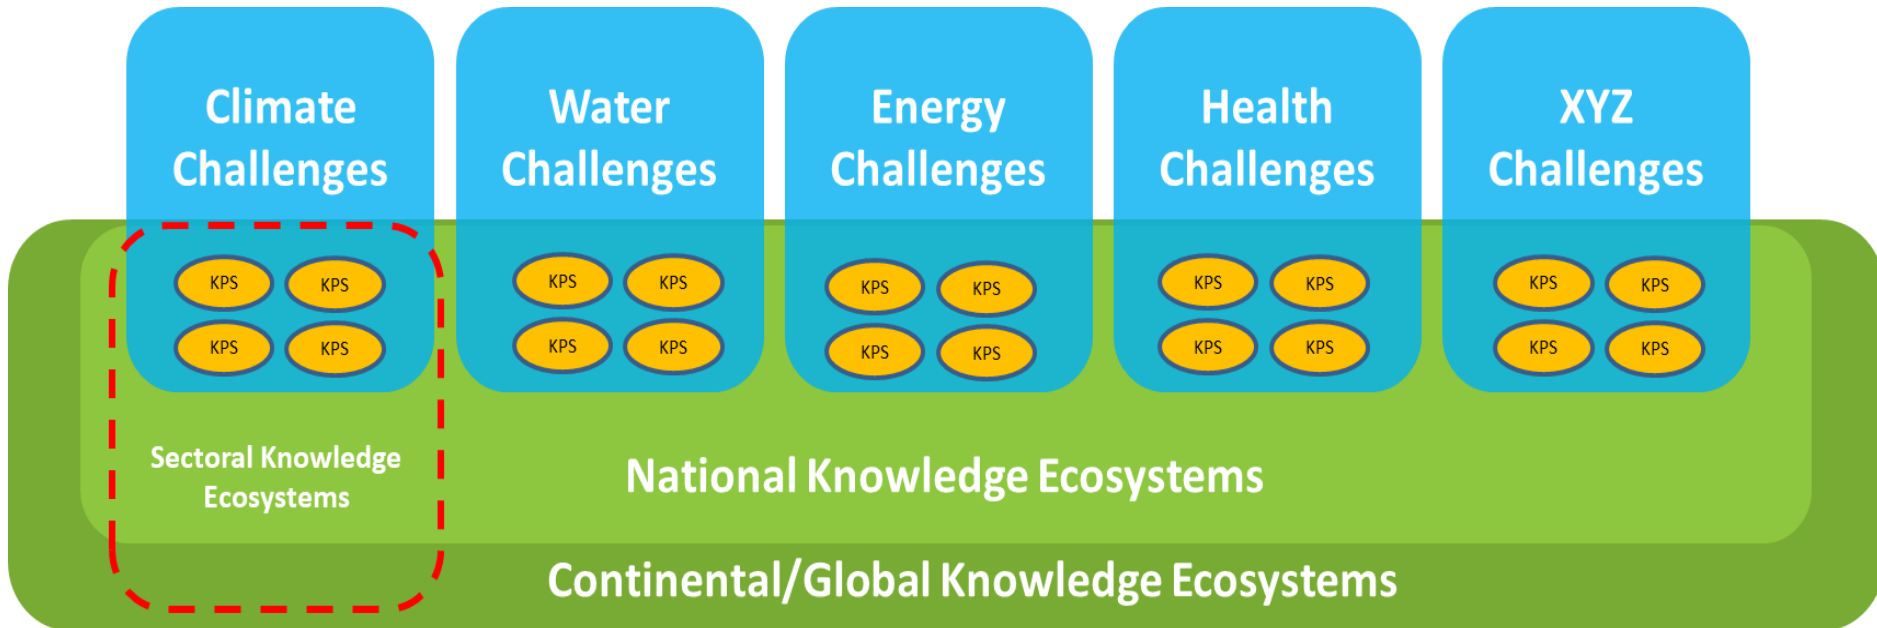 Climate
Challenges
Water
Challenges
Energy
Challenges
Health
Challenges
XYZ
Challenges
KPS KPS
KPS KPS
KPS KPS
KPS KPS
KPS KPS
KPS KPS
KPS KPS
KPS KPS
KPS KPS
KPS KPS
Sectoral Knowledge
Ecosystems
National Knowledge Ecosystems
Continental/Global Knowledge Ecosystems